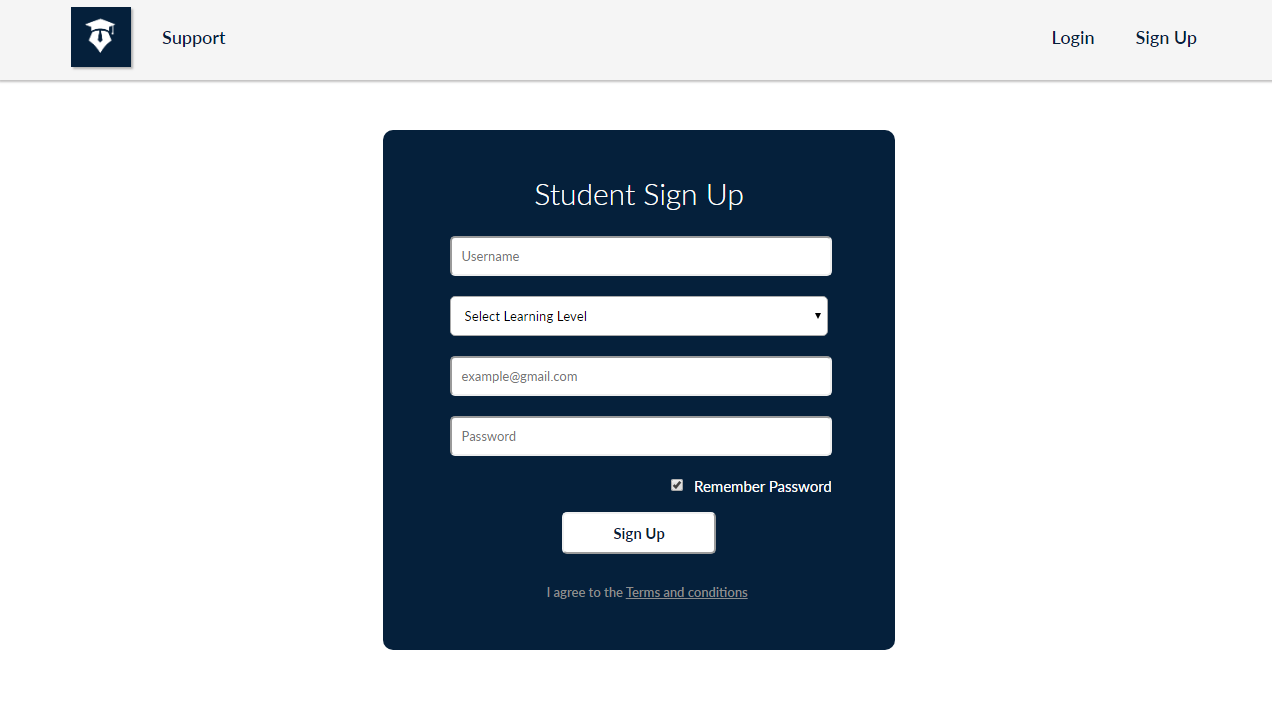 Support
Login
Sign Up
Student Sign Up
Username
Select Learning Level
example@gmail.com
Password
Remember Password
Sign Up
I agree to the Terms and conditions